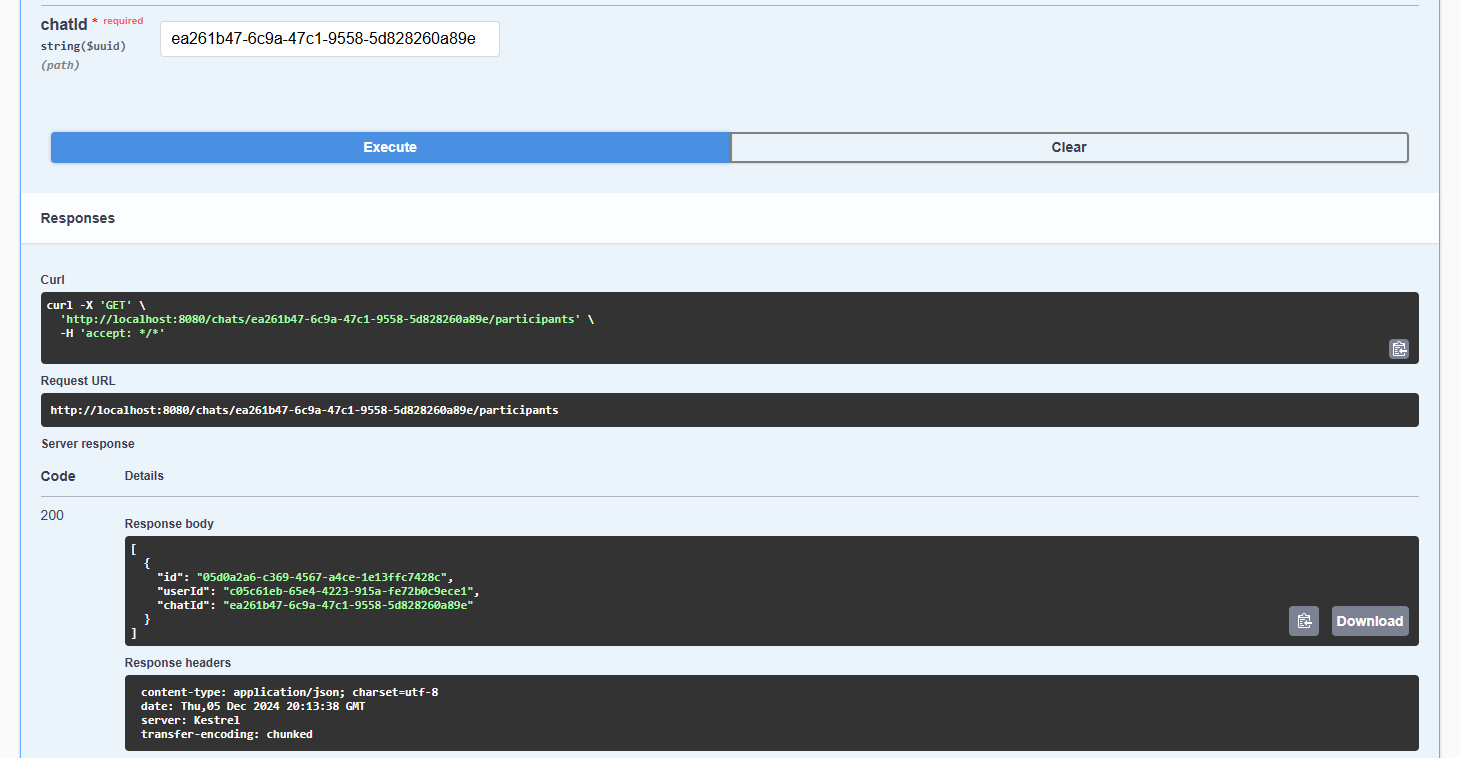 chatId * required
string($uuid)
(path)
ea261b47-6c9a-47c1-9558-5d828260a89e
Execute
Clear
Responses
Curl
curl -X 'GET' \
  'http://localhost:8080/chats/ea261b47-6c9a-47c1-9558-5d828260a89e/participants' \
  -H 'accept: */*'
Request URL
http://localhost:8080/chats/ea261b47-6c9a-47c1-9558-5d828260a89e/participants
Server response
Code Details
200
Response body
[
  {
    "id": "05d0a2a6-c369-4567-a4ce-1e13ffc7428c",
    "userId": "c05c61eb-65e4-4223-915a-fe72b0c9ece1",
    "chatId": "ea261b47-6c9a-47c1-9558-5d828260a89e"
  }
]
Download
Response headers
content-type: application/json; charset=utf-8
date: Thu,05 Dec 2024 20:13:38 GMT
server: Kestrel
transfer-encoding: chunked